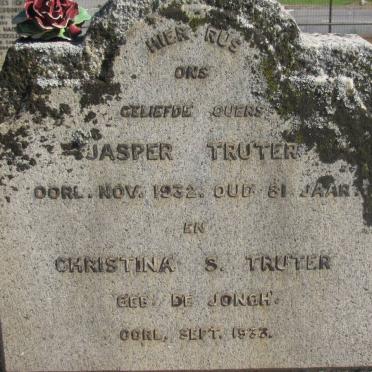 HIER RUS
ONS
GELIEFDE OUERS
JASPER TRUTER
OORL. NOV. 1932. OUD 81 JAAR
EN
CHRISTINA S. TRUTER
GEB. DE JONGH.
OORL. SEPT. 1933.